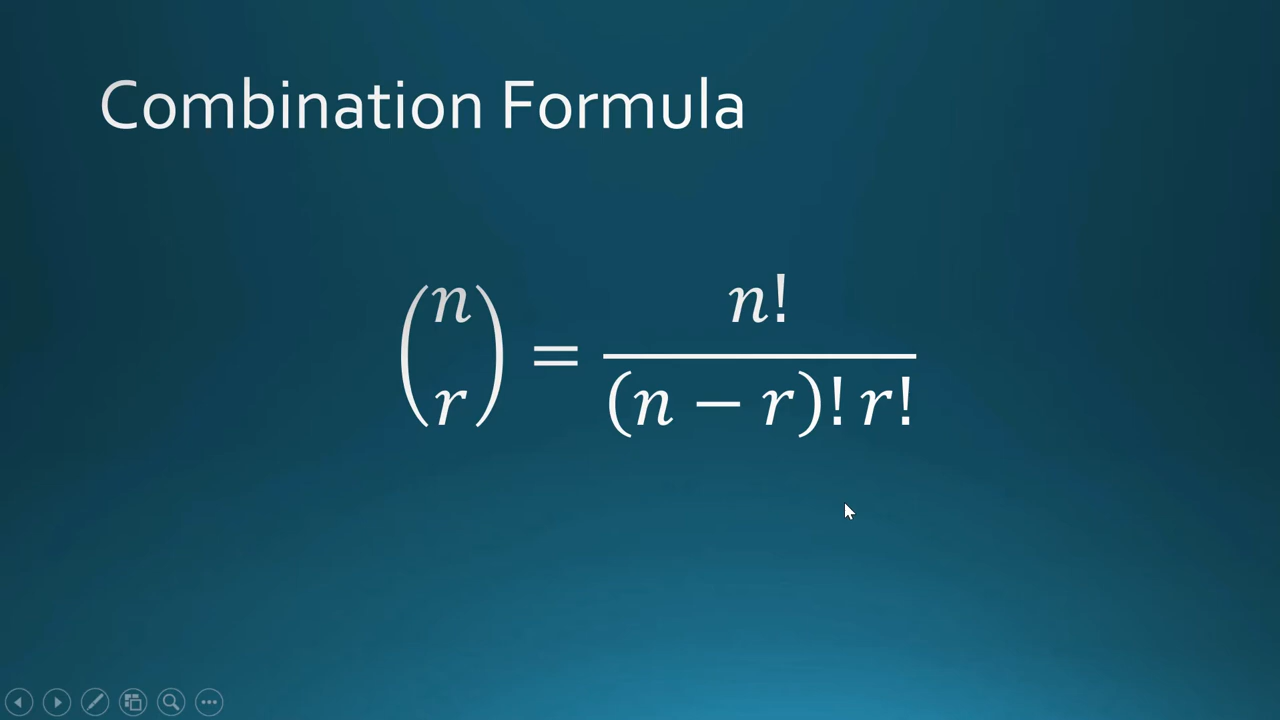 Combination Formula
(n r) = n! / (n − r)! r!